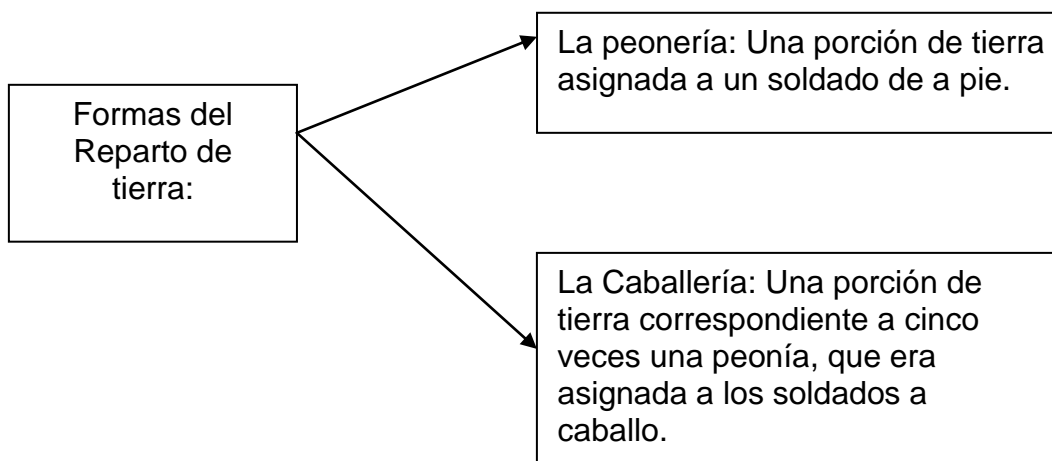 Formas del
Reparto de
tierra:
La peonería: Una porción de tierra
asignada a un soldado de a pie.
La Caballería: Una porción de
tierra correspondiente a cinco
veces una peonía, que era
asignada a los soldados a
caballo.